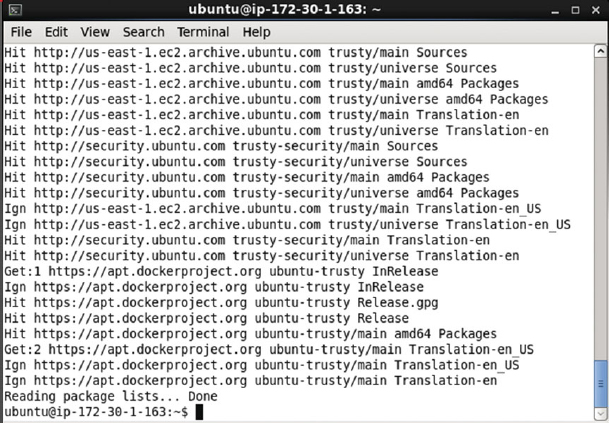 ubuntu@ip-172-30-1-163: ~
File Edit View Search Terminal Help
Hit http://us-east-1.ec2.archive.ubuntu.com trusty/main Sources
Hit http://us-east-1.ec2.archive.ubuntu.com trusty/universe Sources
Hit http://us-east-1.ec2.archive.ubuntu.com trusty/main amd64 Packages
Hit http://us-east-1.ec2.archive.ubuntu.com trusty/universe amd64 Packages
Hit http://us-east-1.ec2.archive.ubuntu.com trusty/main Translation-en
Hit http://us-east-1.ec2.archive.ubuntu.com trusty/universe Translation-en
Hit http://security.ubuntu.com trusty-security/main Sources
Hit http://security.ubuntu.com trusty-security/universe Sources
Hit http://security.ubuntu.com trusty-security/main amd64 Packages
Hit http://security.ubuntu.com trusty-security/universe amd64 Packages
Ign http://us-east-1.ec2.archive.ubuntu.com trusty/main Translation-en_US
Ign http://us-east-1.ec2.archive.ubuntu.com trusty/universe Translation-en_US
Hit http://security.ubuntu.com trusty-security/main Translation-en
Hit http://security.ubuntu.com trusty-security/universe Translation-en
Get:1 https://apt.dockerproject.org ubuntu-trusty InRelease
Ign https://apt.dockerproject.org ubuntu-trusty InRelease
Hit https://apt.dockerproject.org ubuntu-trusty Release.gpg
Hit https://apt.dockerproject.org ubuntu-trusty Release
Hit https://apt.dockerproject.org ubuntu-trusty/main amd64 Packages
Get:2 https://apt.dockerproject.org ubuntu-trusty/main Translation-en_US
Ign https://apt.dockerproject.org ubuntu-trusty/main Translation-en_US
Ign https://apt.dockerproject.org ubuntu-trusty/main Translation-en
Reading package lists... Done
ubuntu@ip-172-30-1-163:~$